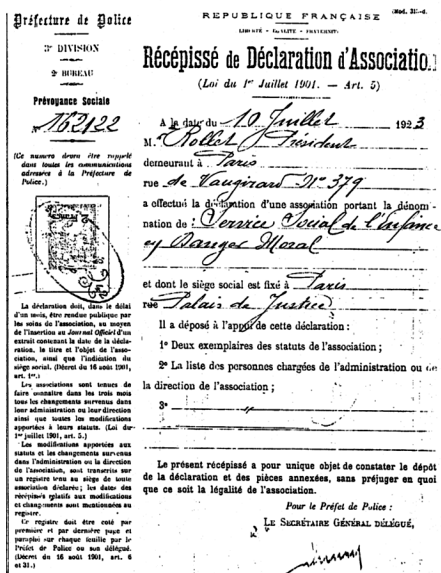 Préfecture de Police
3e DIVISION
2e BUREAU
Prévoyance Sociale
No 162122
(Ce numéro devra être rappelé
dans toutes les communications
adressées à la Préfecture de
Police.)
La déclaration doit, dans le délai
d'un mois, être rendue publique par
les soins de l'association, au moyen
de l'insertion au Journal Officiel d'un
extrait contenant la date de la décla-
ration, le titre et l'objet de l'asso-
ciation, ainsi que l'indication du
siège social. (Décret du 16 août 1901,
art. 1er.)
Les associations sont tenues de
faire connaître dans les trois mois
tous les changements survenus dans
leur administration ou leur direction
ainsi que toutes les modifications
apportées à leurs statuts. (Loi du
1er juillet 1901, art. 5.)
Les modifications apportées aux
statuts et les changements survenus
dans l'administration ou la direction
de l'association, sont transcrits sur
un registre tenu au siège de toute
association déclarée; les dates des
récépissés relatifs aux modifications
et changements sont mentionnées au
registre.
Ce registre doit être coté par
première et par dernière page et
paraphé sur chaque feuille par le
Préfet de Police ou son délégué.
(Décret du 16 août 1901, art. 6
et 31.)
REPUBLIQUE FRANÇAISE
LIBERTÉ - ÉGALITÉ - FRATERNITÉ
Récépissé de Déclaration d'Association
(Loi du 1er Juillet 1901. — Art. 5)
A la date du 10 Juillet 1923
M. Rollet, Président
demeurant à Paris
rue de Vaugirard No 379
a effectué la déclaration d'une association portant la dénomi-
nation de: Service Social de l'Enfance
en Danger Moral
et dont le siège social est fixé à Paris
rue Palais de Justice
Il a déposé à l'appui de cette déclaration :
1o Deux exemplaires des statuts de l'association ;
2o La liste des personnes chargées de l'administration ou de
la direction de l'association ;
3o
Le présent récépissé a pour unique objet de constater le dépôt
de la déclaration et des pièces annexées, sans préjuger en quoi
que ce soit la légalité de l'association.
Pour le Préfet de Police :
LE SECRÉTAIRE GÉNÉRAL DÉLÉGUÉ,